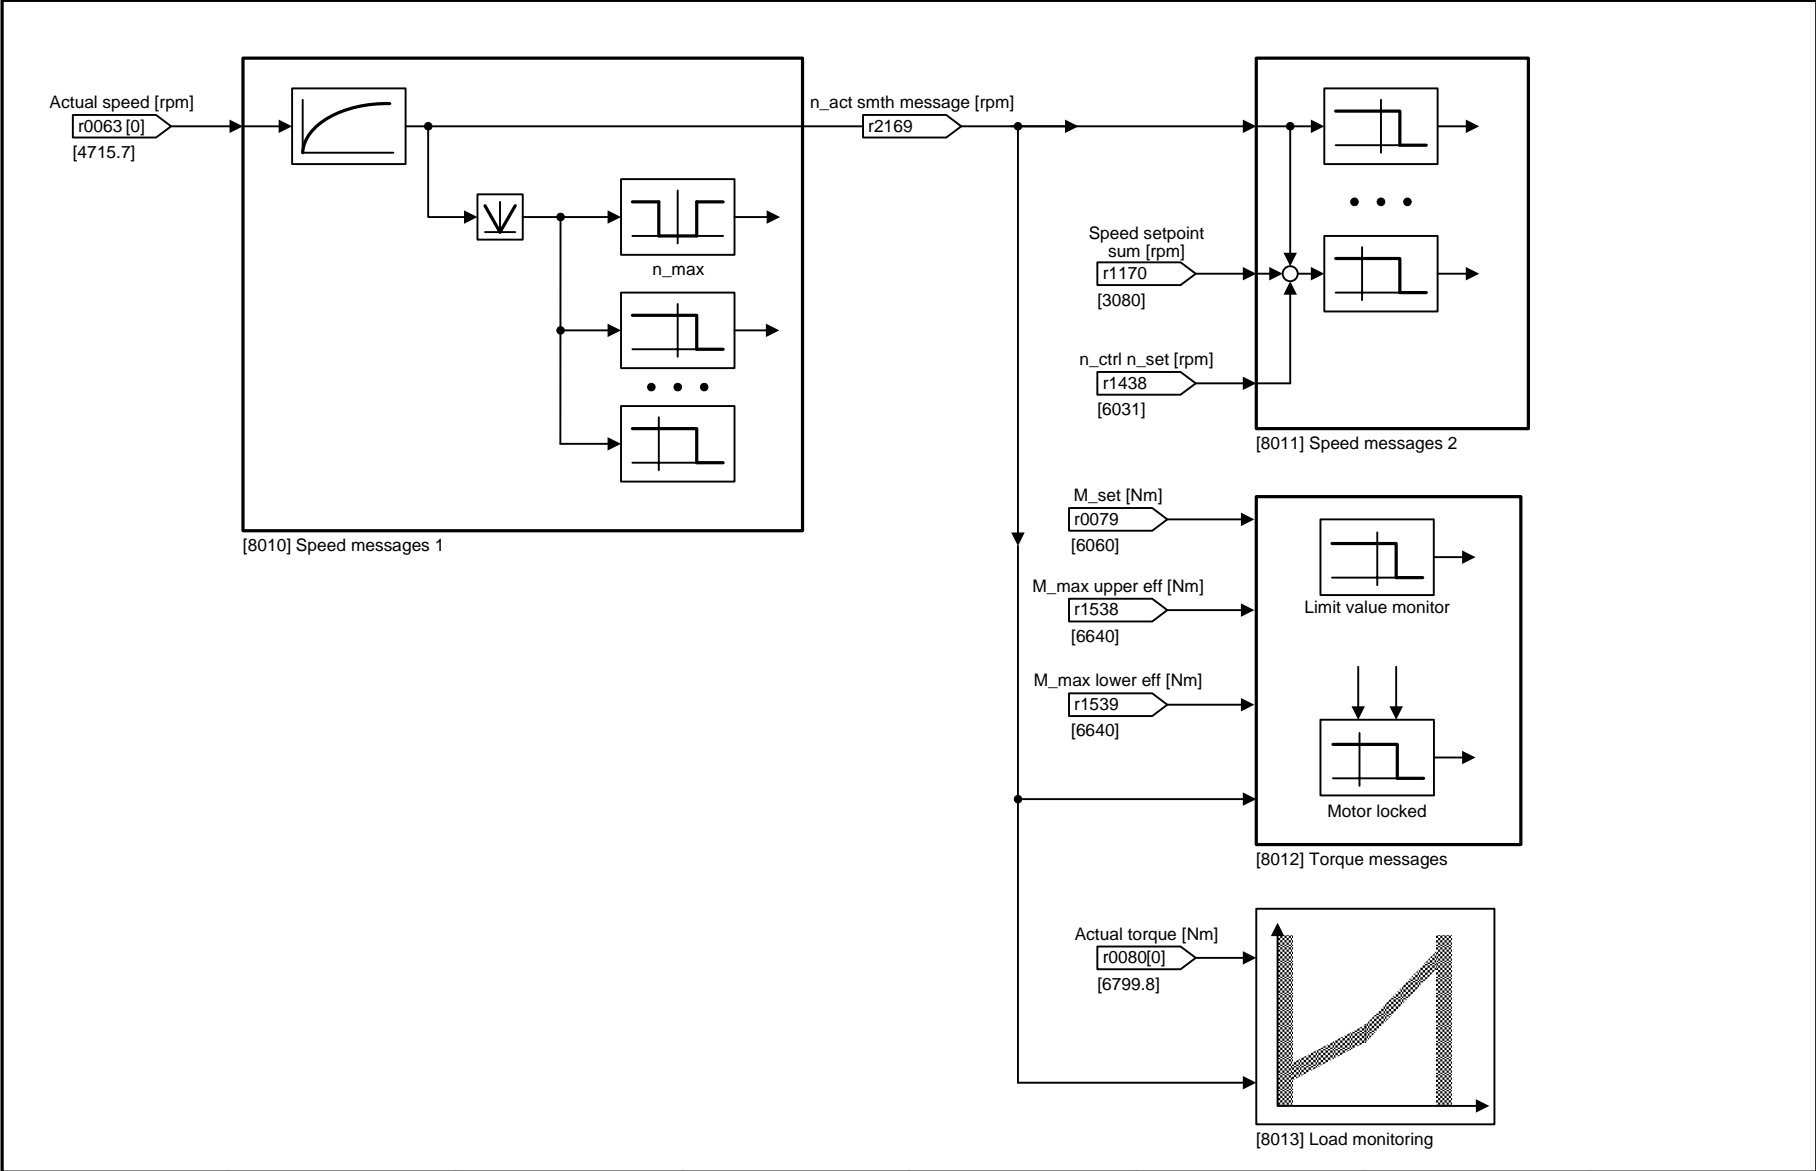 Actual speed [rpm]
r0063 [0]
[4715.7]
n_max
[8010] Speed messages 1
n_act smth message [rpm]
r2169
Speed setpoint
sum [rpm]
r1170
[3080]
n_ctrl n_set [rpm]
r1438
[6031]
[8011] Speed messages 2
M_set [Nm]
r0079
[6060]
M_max upper eff [Nm]
r1538
[6640]
M_max lower eff [Nm]
r1539
[6640]
Limit value monitor
Motor locked
[8012] Torque messages
Actual torque [Nm]
r0080[0]
[6799.8]
[8013] Load monitoring